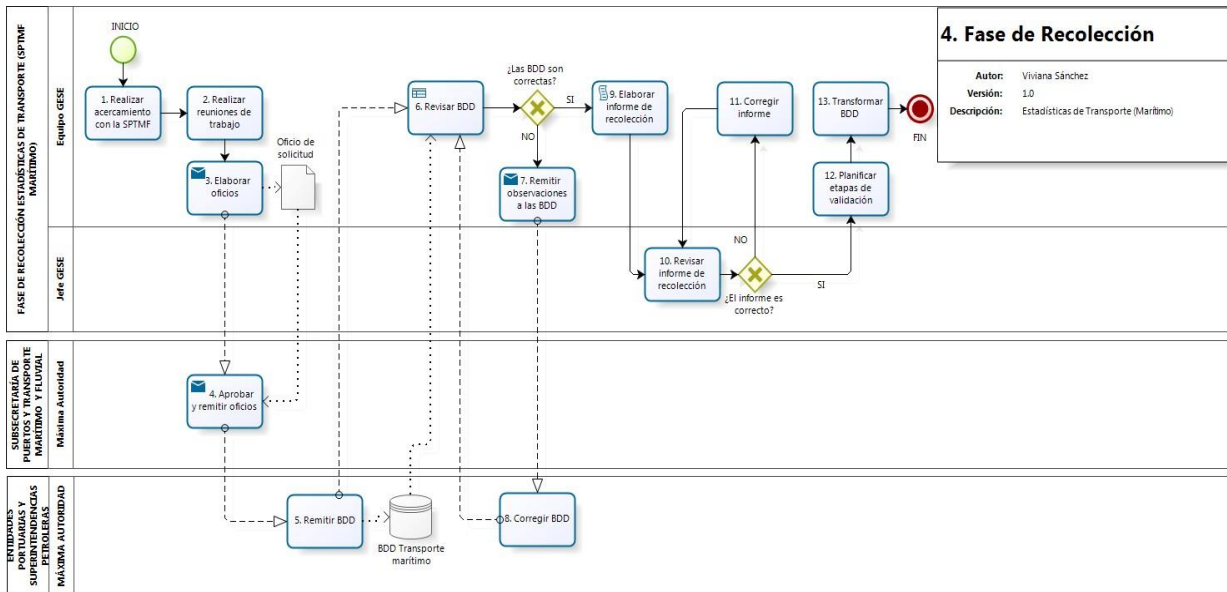 FASE DE RECOLECCIÓN ESTADÍSTICAS DE TRANSPORTE (SPTMF
MARÍTIMO)
Equipo GESE
INICIO
1. Realizar
acercamiento
con la SPTMF
2. Realizar
reuniones de
trabajo
3. Elaborar
oficios
Oficio de
solicitud
6. Revisar BDD
¿Las BDD son
correctas?
SI
NO
7. Remitir
observaciones
a las BDD
9. Elaborar
informe de
recolección
11. Corregir
informe
13. Transformar
BDD
12. Planificar
etapas de
validación
FIN
4. Fase de Recolección
Autor: Viviana Sánchez
Versión: 1.0
Descripción: Estadísticas de Transporte (Marítimo)
Jefe GESE
10. Revisar
informe de
recolección
NO
SI
¿El informe es
correcto?
SUBSECRETARÍA DE
PUERTOS Y TRANSPORTE
MARÍTIMO Y FLUVIAL
Máxima Autoridad
4. Aprobar
y remitir oficios
ENTIDADES
PORTUARIAS Y
SUPERINTENDENCIAS
PETROLERAS
MÁXIMA AUTORIDAD
5. Remitir BDD
BDD Transporte
marítimo
8. Corregir BDD